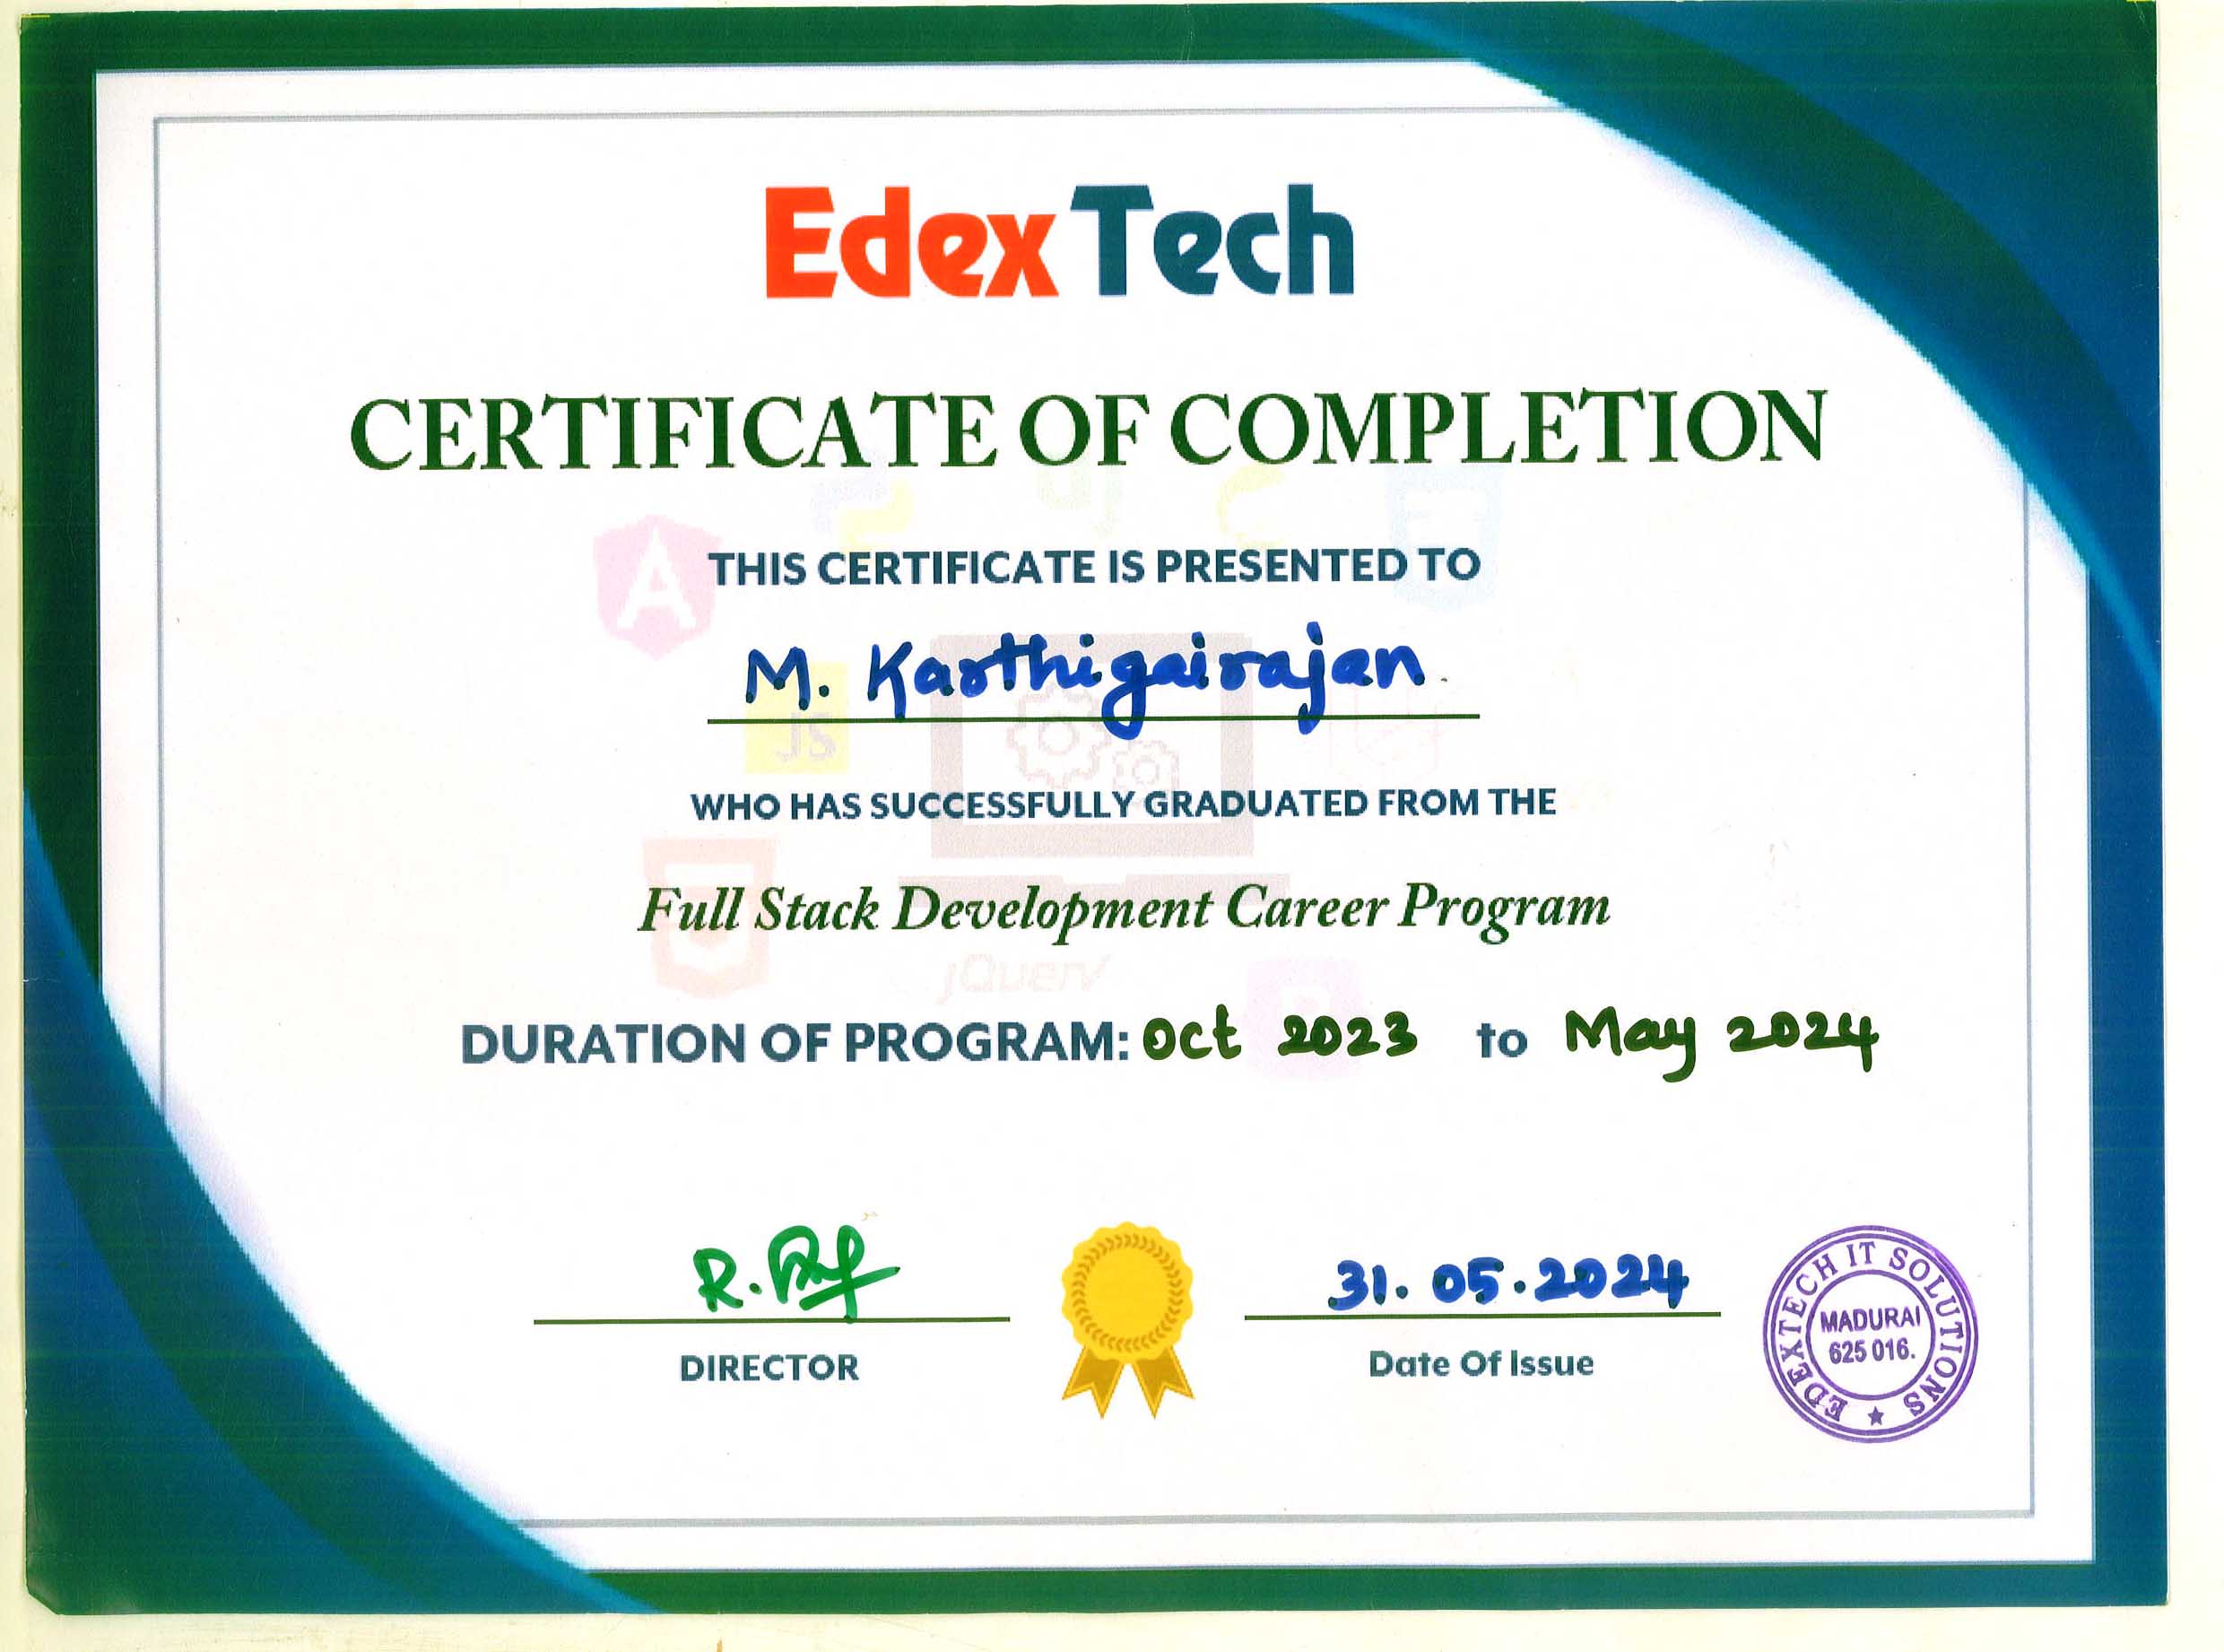 EdexTech
CERTIFICATE OF COMPLETION
THIS CERTIFICATE IS PRESENTED TO
M. Karthigairajan
JS
WHO HAS SUCCESSFULLY GRADUATED FROM THE
Full Stack Development Career Program
jQuery
DURATION OF PROGRAM: Oct 2023 to May 2024
R.
31. 05. 2024
DIRECTOR
Date Of Issue
EDEXTECH IT SOLUTIONS
MADURAI
625 016.